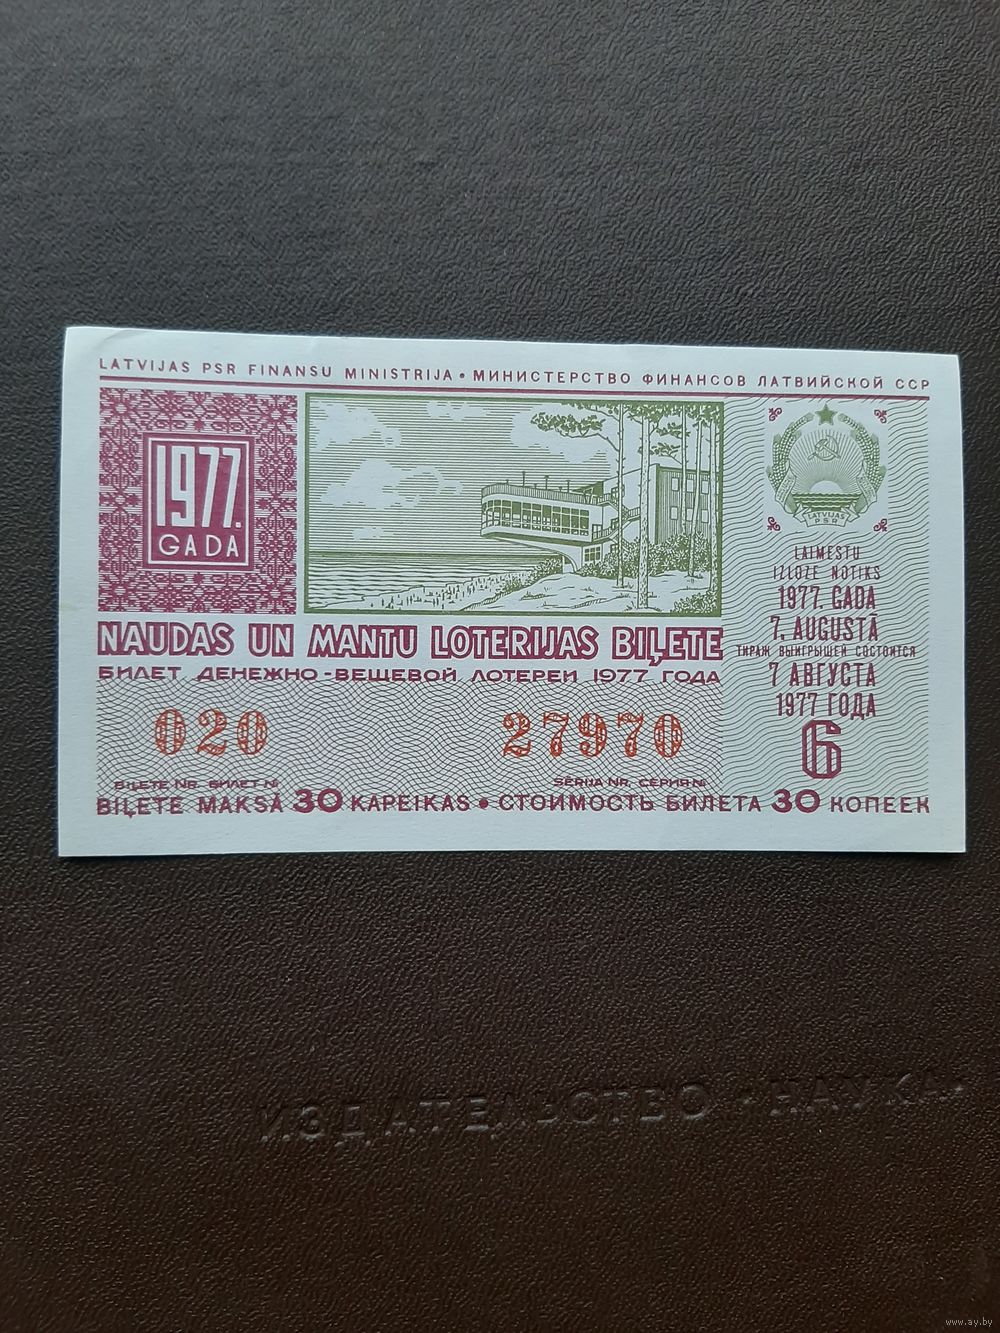 LATVIJAS PSR FINANSU MINISTRIJA • МИНИСТЕРСТВО ФИНАНСОВ ЛАТВИЙСКОЙ ССР
1977.
GADA
LATVIJAS
PSR
LAIMESTU
IZLOZE NOTIKS
1977. GADA
7. AUGUSTĀ
ТИРАЖ ВЫИГРЫШЕЙ СОСТОИТСЯ
7 АВГУСТА
1977 ГОДА
6
NAUDAS UN MANTU LOTERIJAS BIĻETE
БИЛЕТ ДЕНЕЖНО-ВЕЩЕВОЙ ЛОТЕРЕИ 1977 ГОДА
020 27970
BIĻETE NR. БИЛЕТ № SĒRIJA NR. СЕРИЯ №
BIĻETE MAKSĀ 30 KAPEIKAS • СТОИМОСТЬ БИЛЕТА 30 КОПЕЕК
ИЗДАТЕЛЬСТВО «НАУКА»
www.ay.by